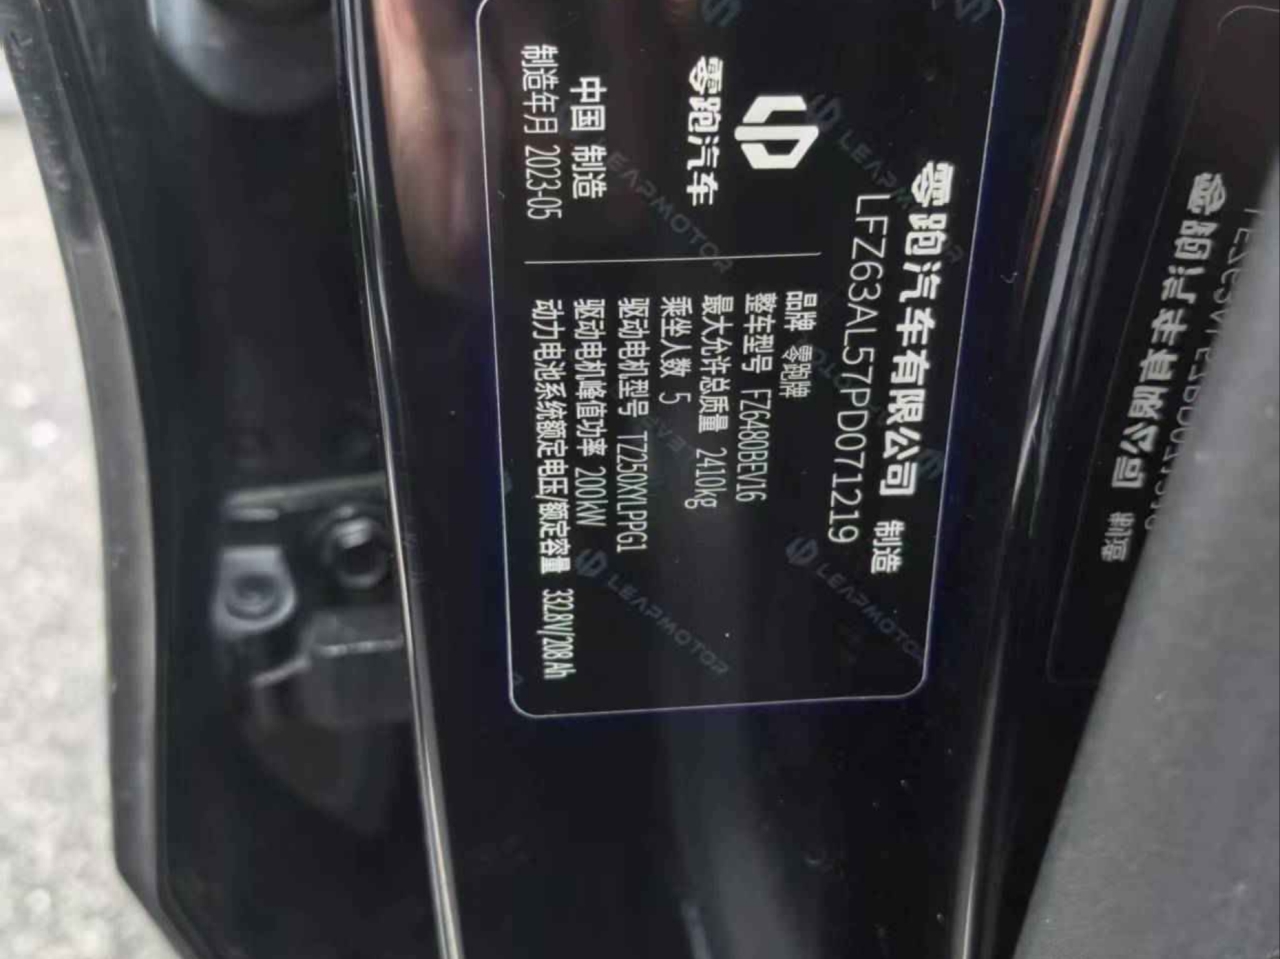 零跑汽车有限公司 制造
LFZ63AL57PD071219
零跑汽车
中国 制造
制造年月 2023-05
品牌 零跑牌
整车型号 FZ6480BEV16
最大允许总质量 2410kg
乘坐人数 5
驱动电机型号 TZ250XYLPPG1
驱动电机峰值功率 200kW
动力电池系统额定电压/额定容量 332.8V/208Ah
LEAPMOTOR
LEAPMOTOR
LEAPMOTOR
LEAPMOTOR